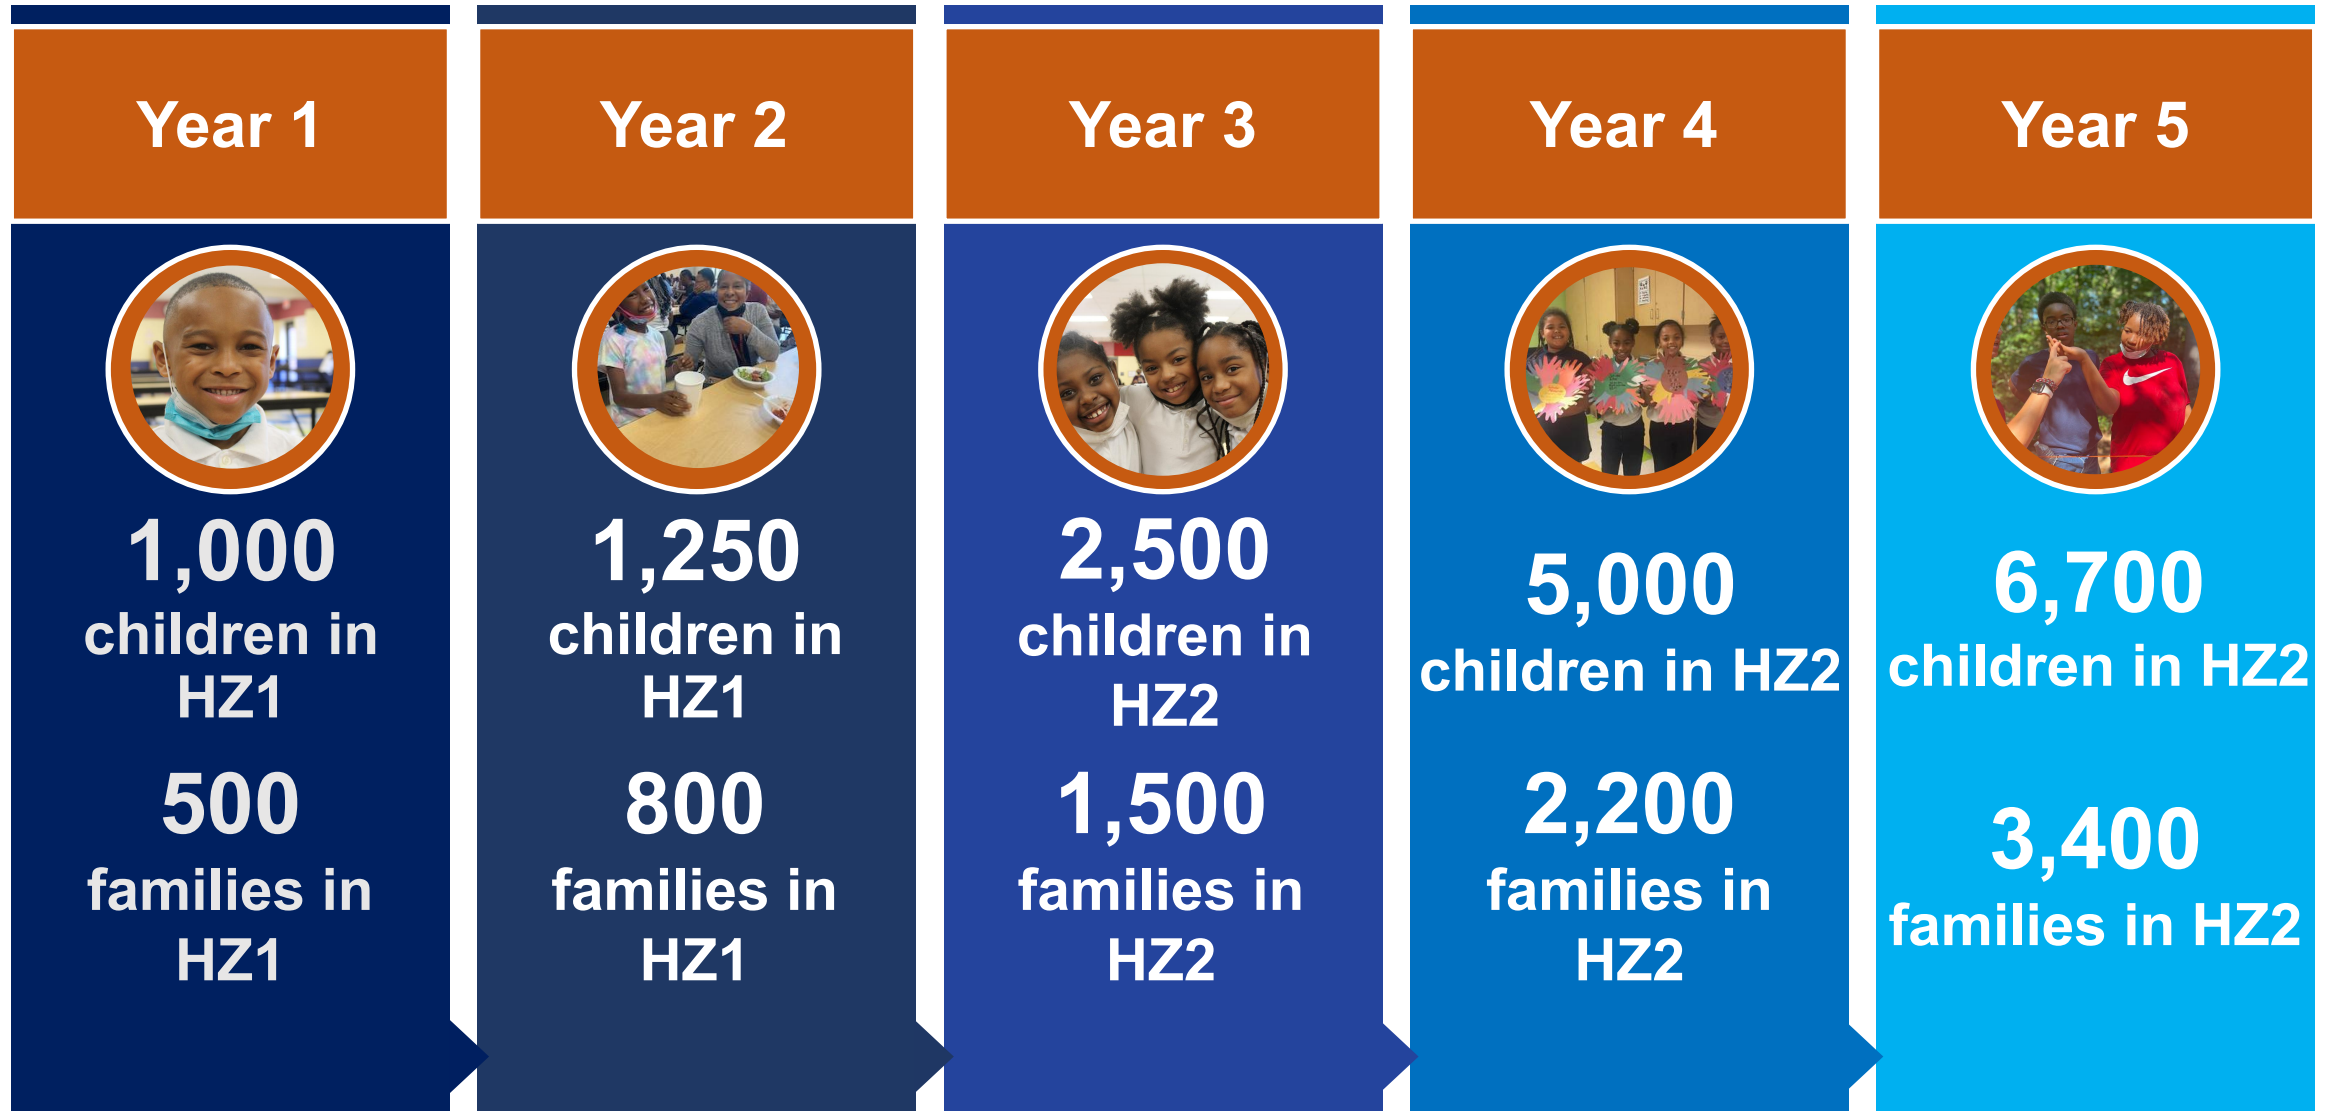 Year 1
1,000
children in
HZ1
500
families in
HZ1
Year 2
1,250
children in
HZ1
800
families in
HZ1
Year 3
2,500
children in
HZ2
1,500
families in
HZ2
Year 4
5,000
children in HZ2
2,200
families in
HZ2
Year 5
6,700
children in HZ2
3,400
families in HZ2